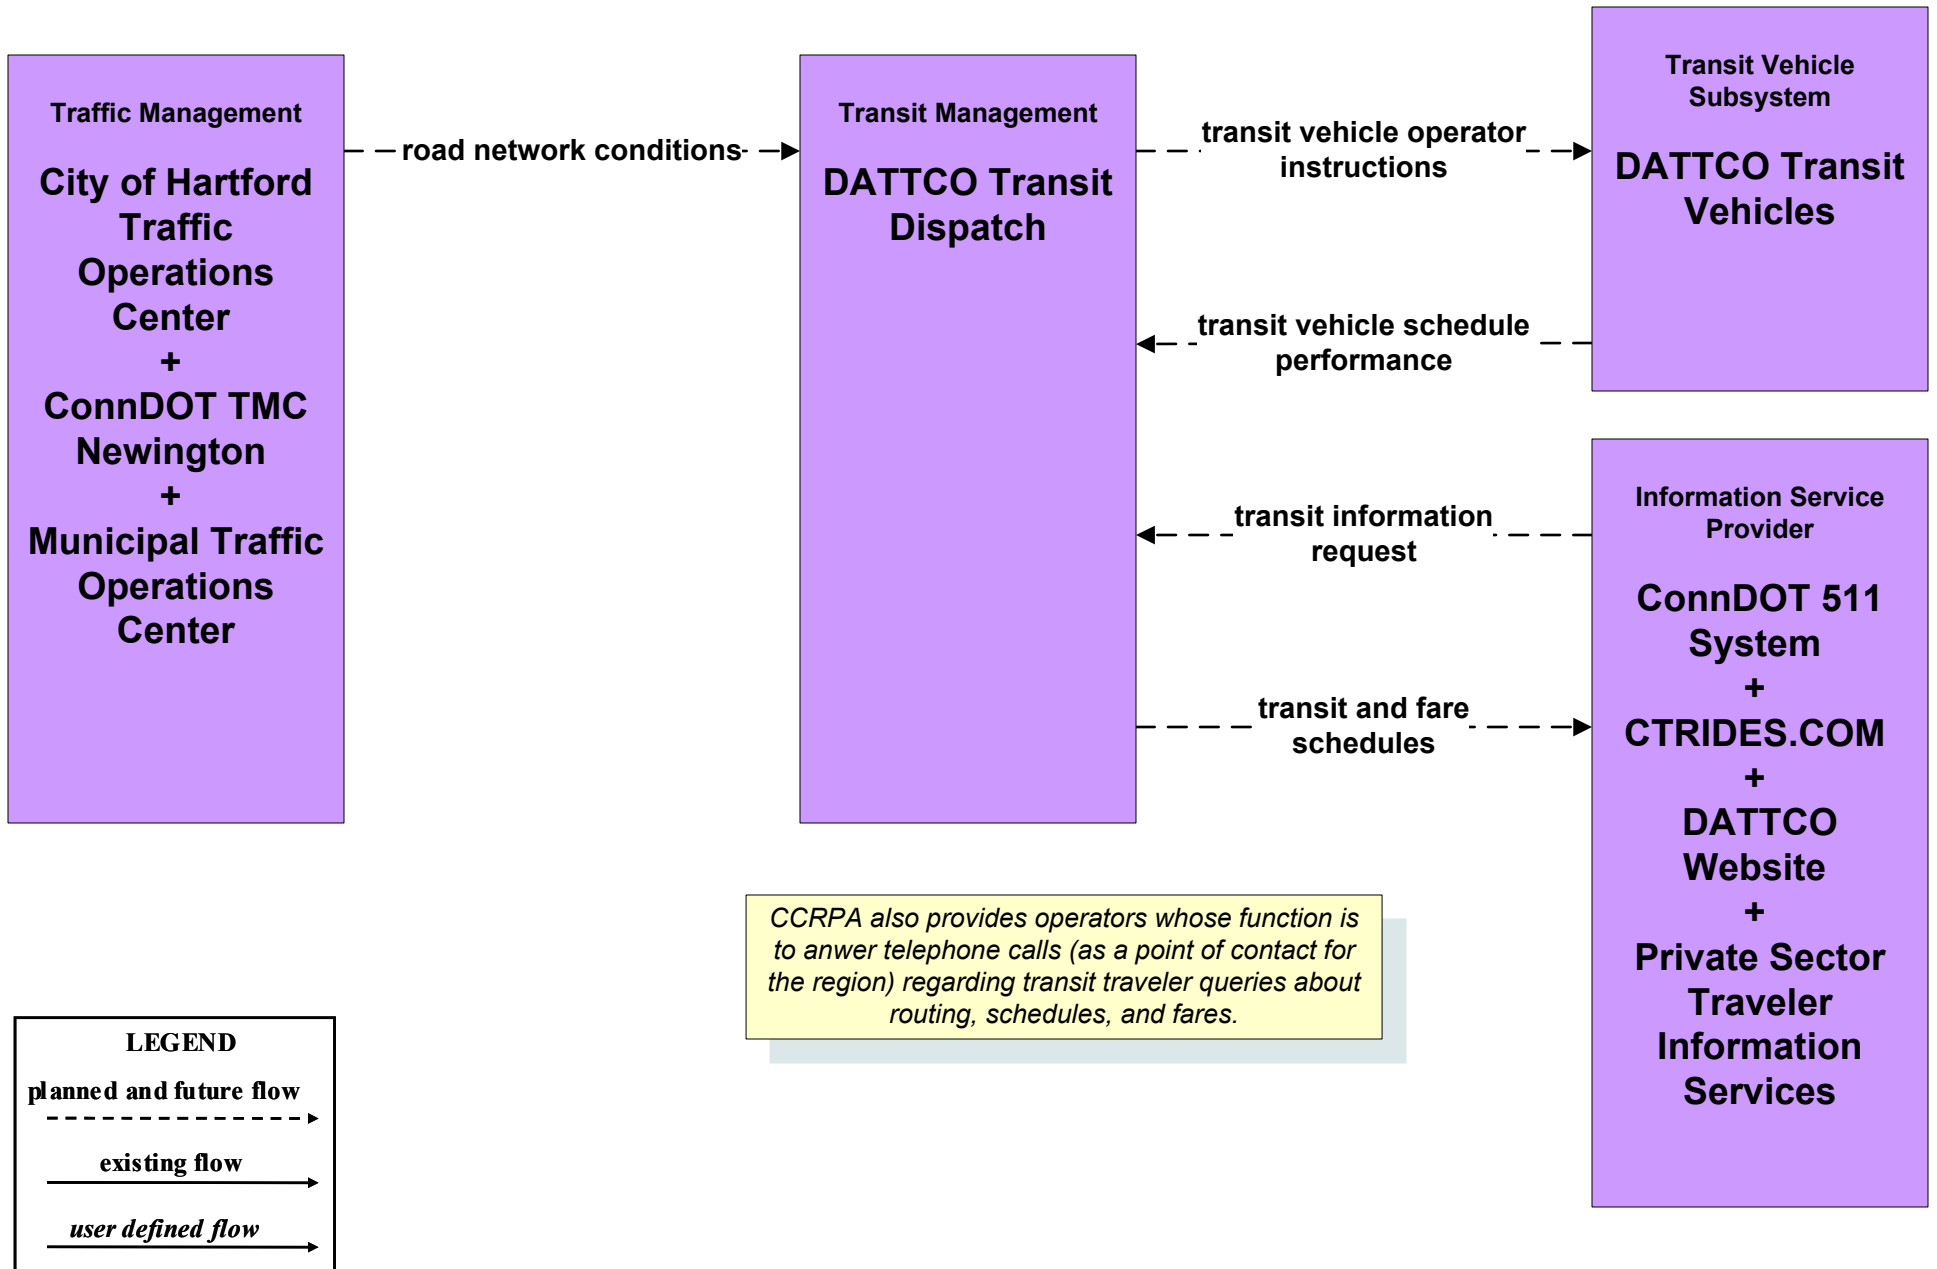 Traffic Management
City of Hartford
Traffic
Operations
Center
+
ConnDOT TMC
Newington
+
Municipal Traffic
Operations
Center
road network conditions
Transit Management
DATTCO Transit
Dispatch
transit vehicle operator
instructions
transit vehicle schedule
performance
transit information
request
transit and fare
schedules
Transit Vehicle
Subsystem
DATTCO Transit
Vehicles
Information Service
Provider
ConnDOT 511
System
+
CTRIDES.COM
+
DATTCO
Website
+
Private Sector
Traveler
Information
Services
CCRPA also provides operators whose function is
to anwer telephone calls (as a point of contact for
the region) regarding transit traveler queries about
routing, schedules, and fares.
LEGEND
planned and future flow
existing flow
user defined flow